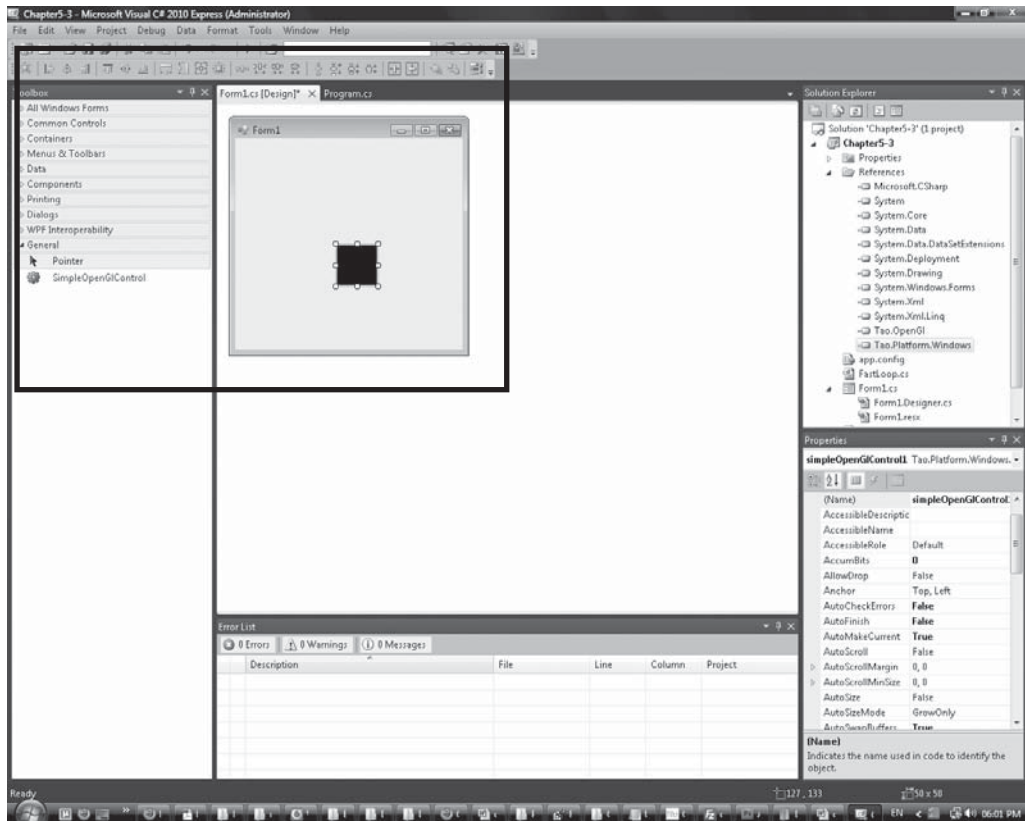 Chapter5-3 - Microsoft Visual C# 2010 Express (Administrator)
File Edit View Project Debug Data Format Tools Window Help
oolbox
All Windows Forms
Common Controls
Containers
Menus & Toolbars
Data
Components
Printing
Dialogs
WPF Interoperability
General
Pointer
SimpleOpenGlControl
Form1.cs [Design]* Program.cs
Form1
Solution Explorer
Solution 'Chapter5-3' (1 project)
Chapter5-3
Properties
References
Microsoft.CSharp
System
System.Core
System.Data
System.Data.DataSetExtensions
System.Deployment
System.Drawing
System.Windows.Forms
System.Xml
System.Xml.Linq
Tao.OpenGl
Tao.Platform.Windows
app.config
FastLoop.cs
Form1.cs
Form1.Designer.cs
Form1.resx
Properties
simpleOpenGlControl1 Tao.Platform.Windows.
(Name) simpleOpenGlControl
AccessibleDescriptic
AccessibleName
AccessibleRole Default
AccumBits 0
AllowDrop False
Anchor Top, Left
AutoCheckErrors False
AutoFinish False
AutoMakeCurrent True
AutoScroll False
AutoScrollMargin 0, 0
AutoScrollMinSize 0, 0
AutoSize False
AutoSizeMode GrowOnly
AutoSwapBuffers True
(Name)
Indicates the name used in code to identify the
object.
Error List
0 Errors 0 Warnings 0 Messages
Description File Line Column Project
Ready 127 , 133 50 x 50
EN 06:01 PM